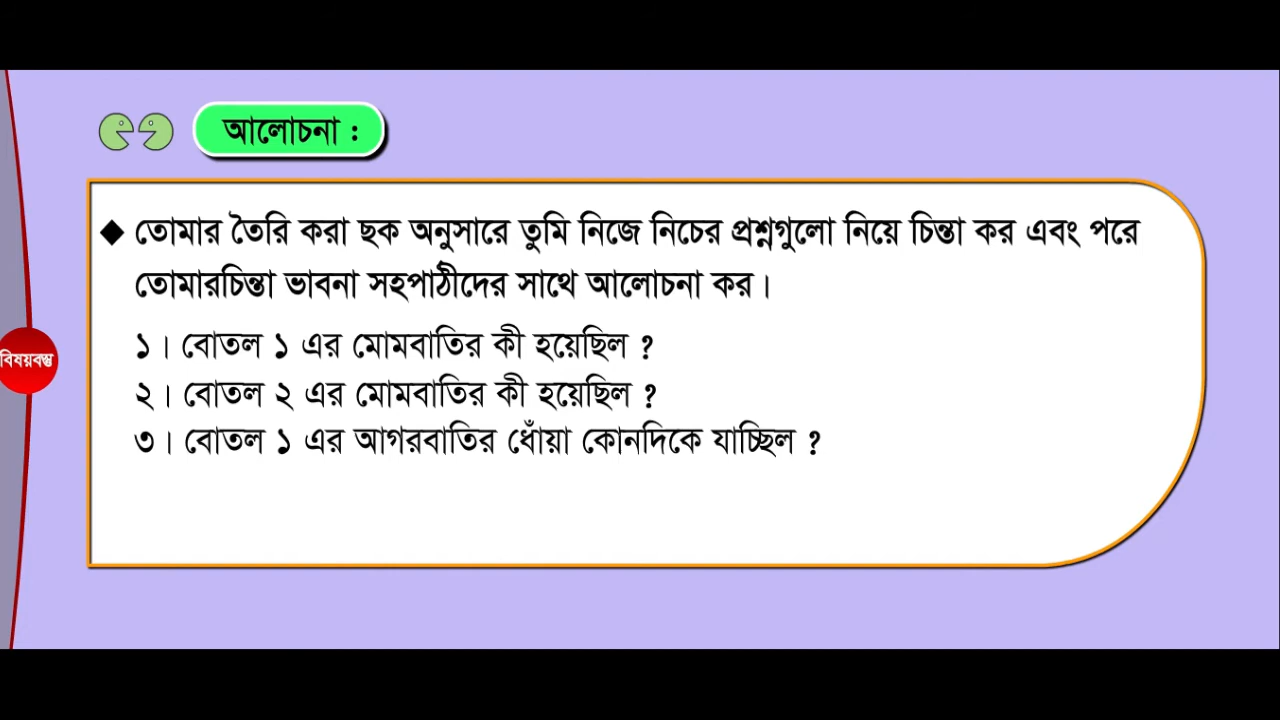 আলোচনা :
◆ তোমার তৈরি করা ছক অনুসারে তুমি নিজে নিচের প্রশ্নগুলো নিয়ে চিন্তা কর এবং পরে
তোমারচিন্তা ভাবনা সহপাঠীদের সাথে আলোচনা কর।
১। বোতল ১ এর মোমবাতির কী হয়েছিল ?
২। বোতল ২ এর মোমবাতির কী হয়েছিল ?
বিষয়বস্তু
৩। বোতল ১ এর আগরবাতির ধোঁয়া কোনদিকে যাচ্ছিল ?